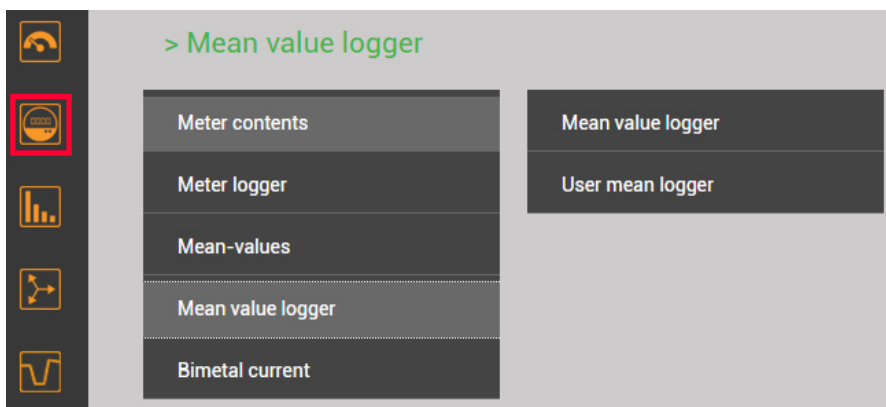 > Mean value logger
Meter contents
Meter logger
Mean-values
Mean value logger
Bimetal current
Mean value logger
User mean logger